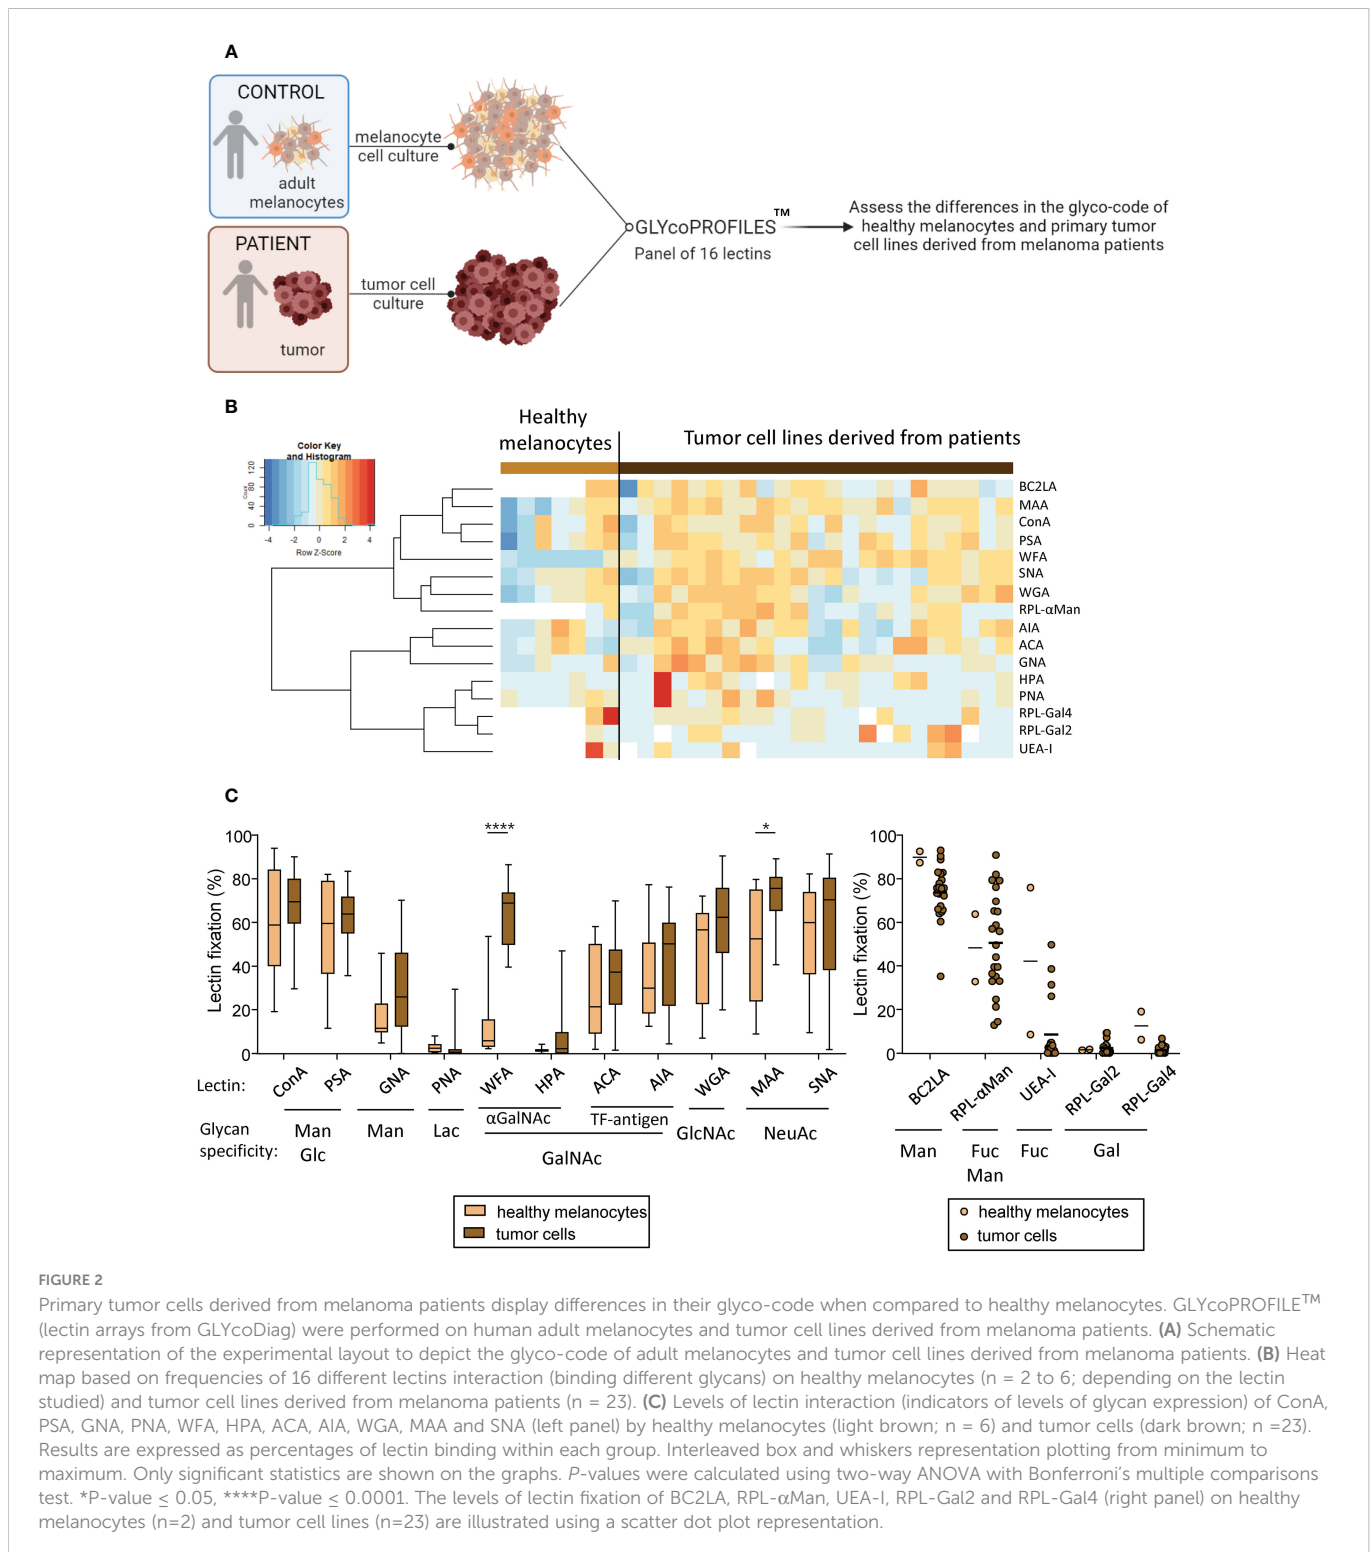 A
CONTROL
adult
melanocytes
melanocyte
cell culture
PATIENT
tumor
tumor cell
culture
GLYcoPROFILES™
Panel of 16 lectins
Assess the differences in the glyco-code of
healthy melanocytes and primary tumor
cell lines derived from melanoma patients
B
Healthy
melanocytes
Tumor cell lines derived from patients
Color Key
and Histogram
Count
0 40 80 120
-4 -2 0 2 4
Row Z-Score
BC2LA
MAA
ConA
PSA
WFA
SNA
WGA
RPL-αMan
AIA
ACA
GNA
HPA
PNA
RPL-Gal4
RPL-Gal2
UEA-I
C
Lectin fixation (%)
100
80
60
40
20
0
****
*
Lectin:
ConA PSA GNA PNA WFA HPA ACA AIA WGA MAA SNA
Glycan
specificity:
Man
Glc
Man
Lac
αGalNAc
TF-antigen
GalNAc
GlcNAc
NeuAc
healthy melanocytes
tumor cells
Lectin fixation (%)
100
80
60
40
20
0
BC2LA RPL-αMan UEA-I RPL-Gal2 RPL-Gal4
Man
Fuc
Man
Fuc
Gal
healthy melanocytes
tumor cells
FIGURE 2
Primary tumor cells derived from melanoma patients display differences in their glyco-code when compared to healthy melanocytes. GLYcoPROFILE™
(lectin arrays from GLYcoDiag) were performed on human adult melanocytes and tumor cell lines derived from melanoma patients. (A) Schematic
representation of the experimental layout to depict the glyco-code of adult melanocytes and tumor cell lines derived from melanoma patients. (B) Heat
map based on frequencies of 16 different lectins interaction (binding different glycans) on healthy melanocytes (n = 2 to 6; depending on the lectin
studied) and tumor cell lines derived from melanoma patients (n = 23). (C) Levels of lectin interaction (indicators of levels of glycan expression) of ConA,
PSA, GNA, PNA, WFA, HPA, ACA, AIA, WGA, MAA and SNA (left panel) by healthy melanocytes (light brown; n = 6) and tumor cells (dark brown; n =23).
Results are expressed as percentages of lectin binding within each group. Interleaved box and whiskers representation plotting from minimum to
maximum. Only significant statistics are shown on the graphs. P-values were calculated using two-way ANOVA with Bonferroni's multiple comparisons
test. *P-value ≤ 0.05, ****P-value ≤ 0.0001. The levels of lectin fixation of BC2LA, RPL-αMan, UEA-I, RPL-Gal2 and RPL-Gal4 (right panel) on healthy
melanocytes (n=2) and tumor cell lines (n=23) are illustrated using a scatter dot plot representation.